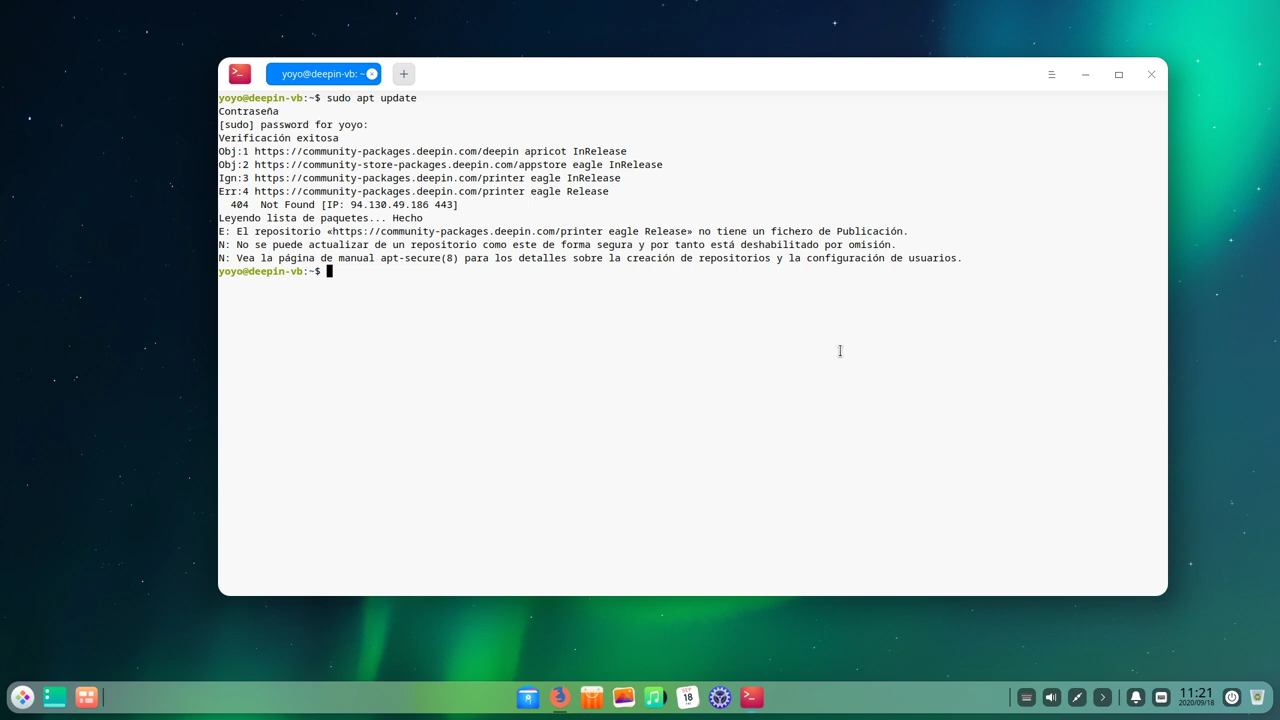 yoyo@deepin-vb: ~
yoyo@deepin-vb:~$ sudo apt update
Contraseña
[sudo] password for yoyo:
Verificación exitosa
Obj:1 https://community-packages.deepin.com/deepin apricot InRelease
Obj:2 https://community-store-packages.deepin.com/appstore eagle InRelease
Ign:3 https://community-packages.deepin.com/printer eagle InRelease
Err:4 https://community-packages.deepin.com/printer eagle Release
  404  Not Found [IP: 94.130.49.186 443]
Leyendo lista de paquetes... Hecho
E: El repositorio «https://community-packages.deepin.com/printer eagle Release» no tiene un fichero de Publicación.
N: No se puede actualizar de un repositorio como este de forma segura y por tanto está deshabilitado por omisión.
N: Vea la página de manual apt-secure(8) para los detalles sobre la creación de repositorios y la configuración de usuarios.
yoyo@deepin-vb:~$
SEP
18
11:21
2020/09/18